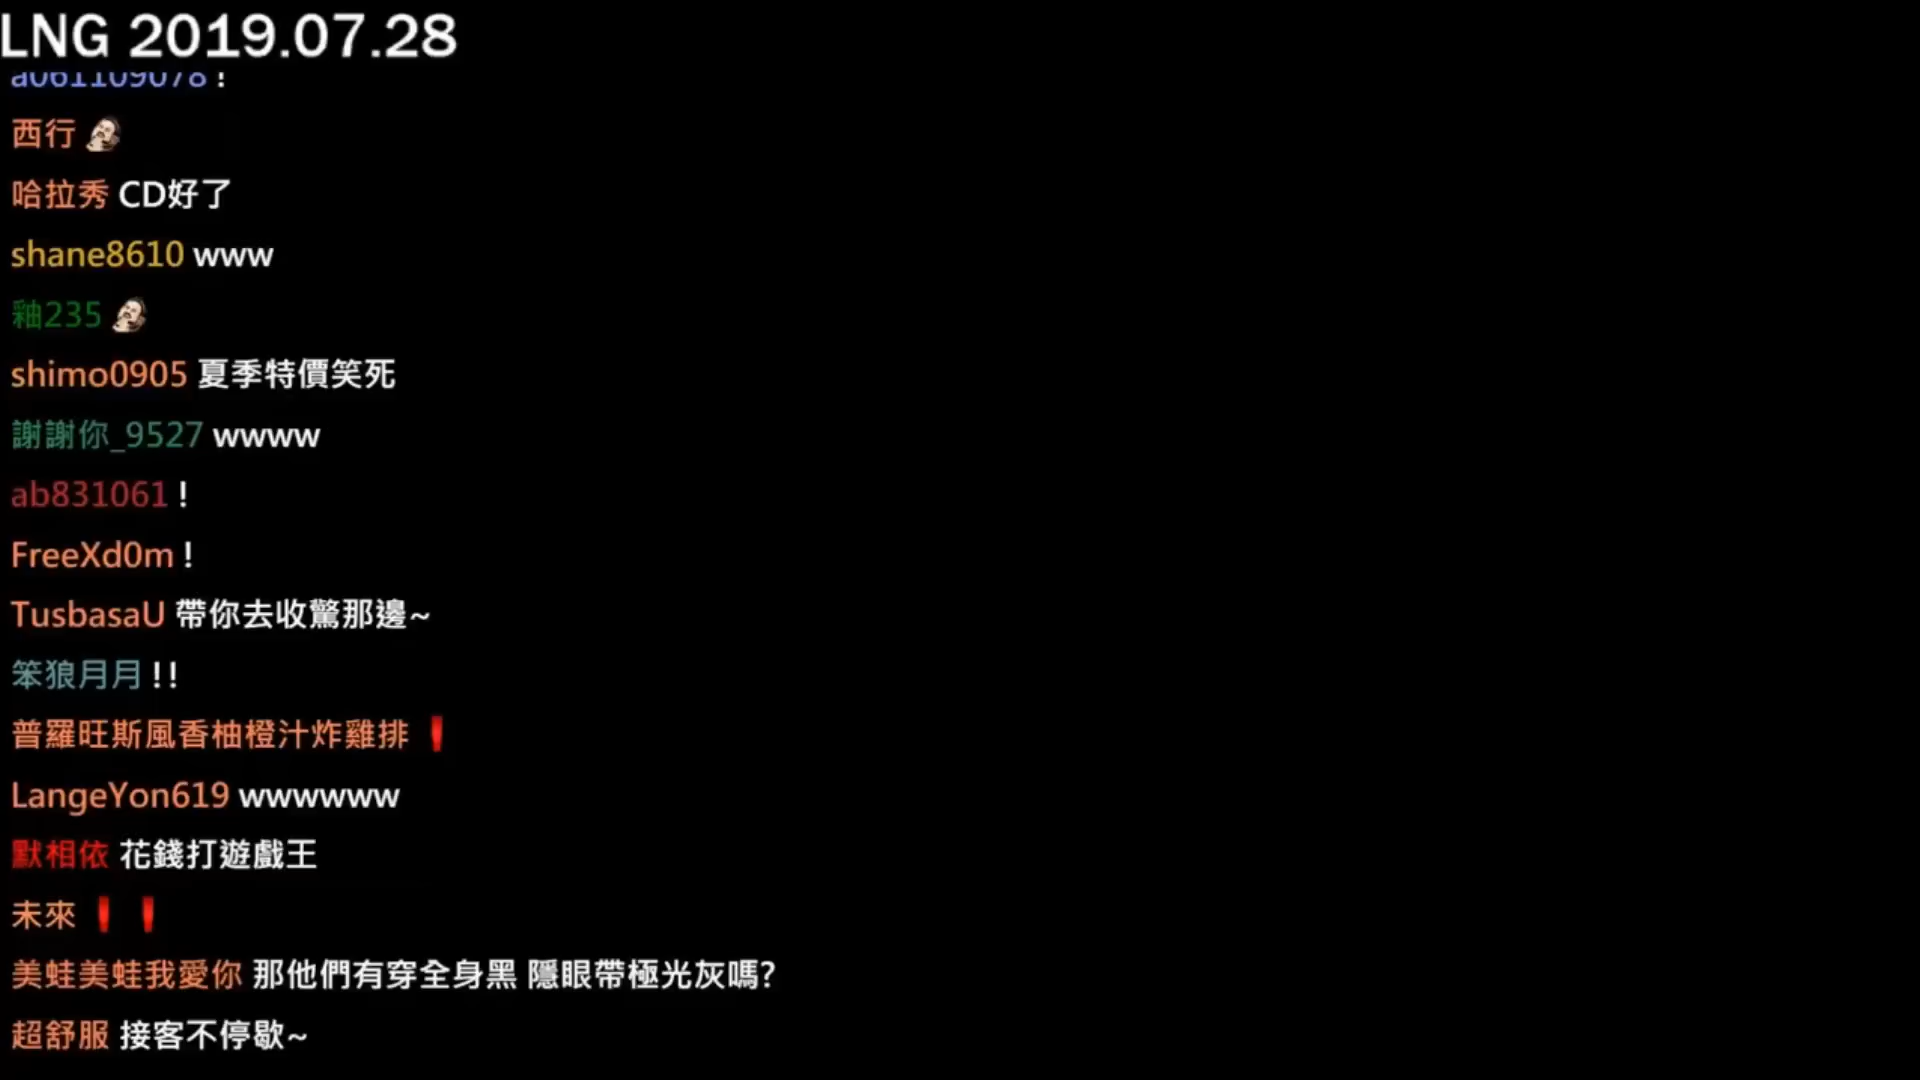 LNG 2019.07.28
a061109078 !
西行
哈拉秀 CD好了
shane8610 www
釉235
shimo0905 夏季特價笑死
謝謝你_9527 wwww
ab831061 !
FreeXd0m !
TusbasaU 帶你去收驚那邊~
笨狼月月 !!
普羅旺斯風香柚橙汁炸雞排 ❗
LangeYon619 wwwwww
默相依 花錢打遊戲王
未來 ❗ ❗
美蛙美蛙我愛你 那他們有穿全身黑 隱眼帶極光灰嗎?
超舒服 接客不停歇~